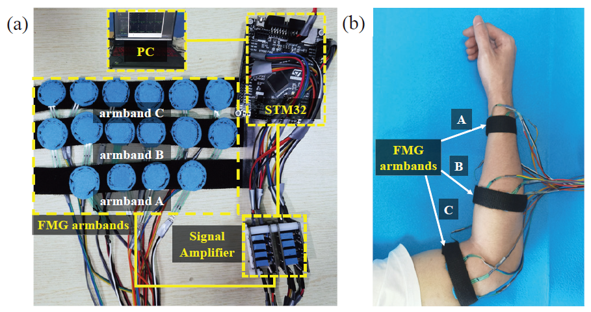 (a)
PC
STM32
armband C
armband B
armband A
FMG armbands
Signal
Amplifier
(b)
A
FMG
armbands
B
C